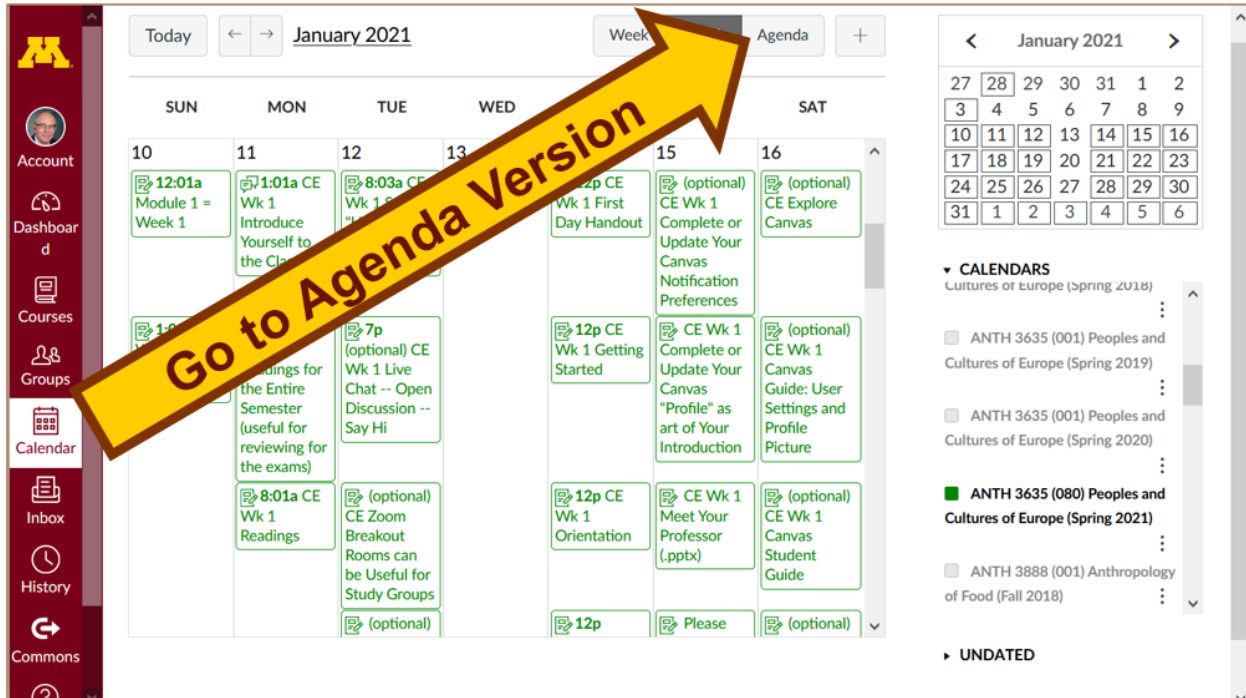 M
Account
Dashboar
d
Courses
Groups
Calendar
Inbox
History
Commons
Today
← → January 2021
Week
Agenda
+
SUN MON TUE WED SAT
10 11 12 13 15 16
12:01a
Module 1 =
Week 1
1:01a CE
Wk 1
Introduce
Yourself to
8:03a CE
CE
Wk 1 First
Day Handout
(optional)
CE Wk 1
Complete or
Update Your
Canvas
Notification
Preferences
(optional)
CE Explore
Canvas
the Entire
Semester
(useful for
reviewing for
the exams)
7p
(optional) CE
Wk 1 Live
Chat -- Open
Discussion --
Say Hi
12p CE
Wk 1 Getting
Started
CE Wk 1
Complete or
Update Your
Canvas
"Profile" as
art of Your
Introduction
(optional)
CE Wk 1
Canvas
Guide: User
Settings and
Profile
Picture
8:01a CE
Wk 1
Readings
(optional)
CE Zoom
Breakout
Rooms can
be Useful for
Study Groups
12p CE
Wk 1
Orientation
CE Wk 1
Meet Your
Professor
(.pptx)
(optional)
CE Wk 1
Canvas
Student
Guide
(optional)
12p
Please
(optional)
Go to Agenda Version
January 2021
27 28 29 30 31 1 2
3 4 5 6 7 8 9
10 11 12 13 14 15 16
17 18 19 20 21 22 23
24 25 26 27 28 29 30
31 1 2 3 4 5 6
CALENDARS
Cultures of Europe (Spring 2018)
ANTH 3635 (001) Peoples and
Cultures of Europe (Spring 2019)
ANTH 3635 (001) Peoples and
Cultures of Europe (Spring 2020)
ANTH 3635 (080) Peoples and
Cultures of Europe (Spring 2021)
ANTH 3888 (001) Anthropology
of Food (Fall 2018)
UNDATED